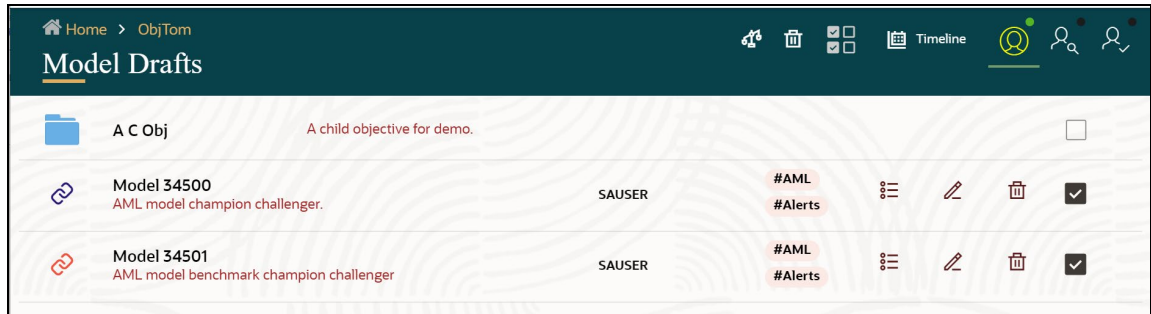 Home > ObjTom
Timeline
Model Drafts
A C Obj
A child objective for demo.
Model 34500
AML model champion challenger.
SAUSER
#AML
#Alerts
Model 34501
AML model benchmark champion challenger
SAUSER
#AML
#Alerts